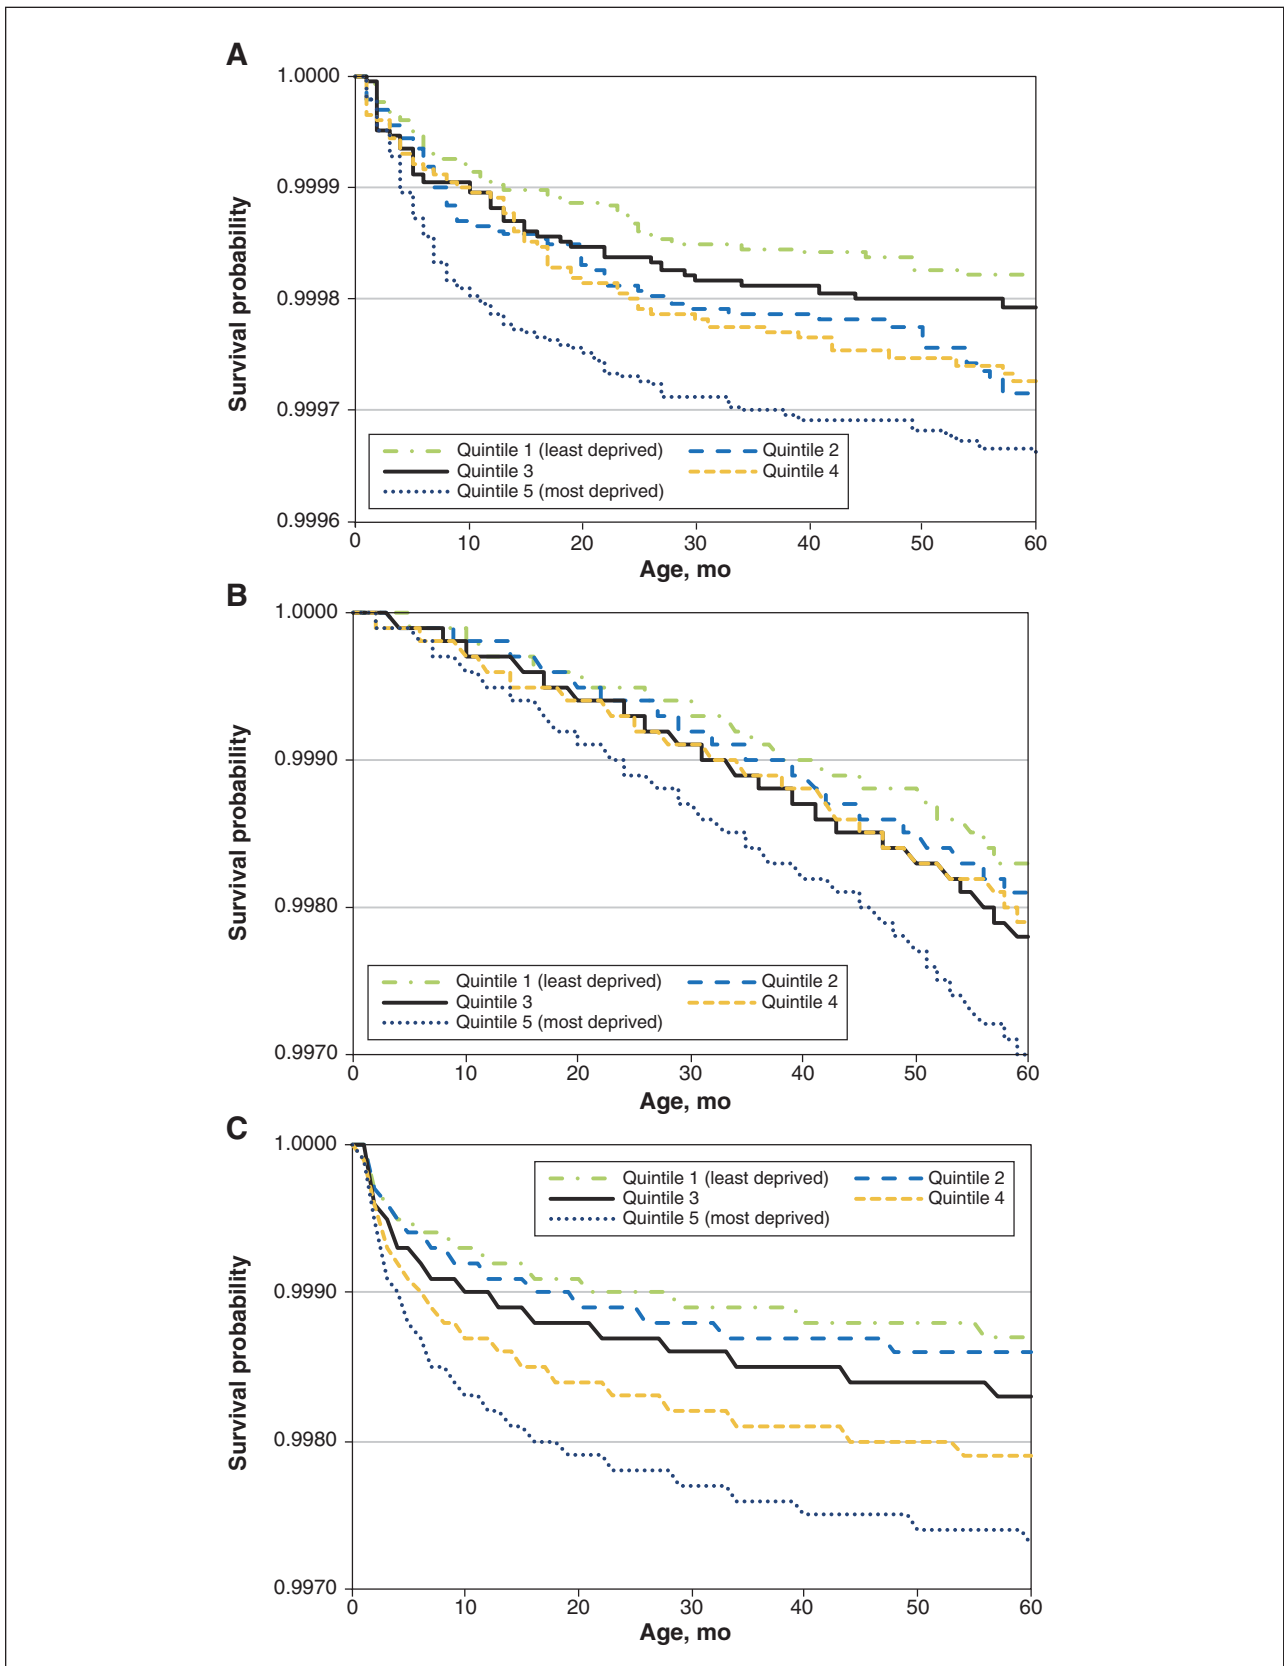 A
1.0000
0.9999
0.9998
0.9997
0.9996
Survival probability
Quintile 1 (least deprived)
Quintile 2
Quintile 3
Quintile 4
Quintile 5 (most deprived)
0 10 20 30 40 50 60
Age, mo
B
1.0000
0.9990
0.9980
0.9970
Survival probability
Quintile 1 (least deprived)
Quintile 2
Quintile 3
Quintile 4
Quintile 5 (most deprived)
0 10 20 30 40 50 60
Age, mo
C
1.0000
0.9990
0.9980
0.9970
Survival probability
Quintile 1 (least deprived)
Quintile 2
Quintile 3
Quintile 4
Quintile 5 (most deprived)
0 10 20 30 40 50 60
Age, mo